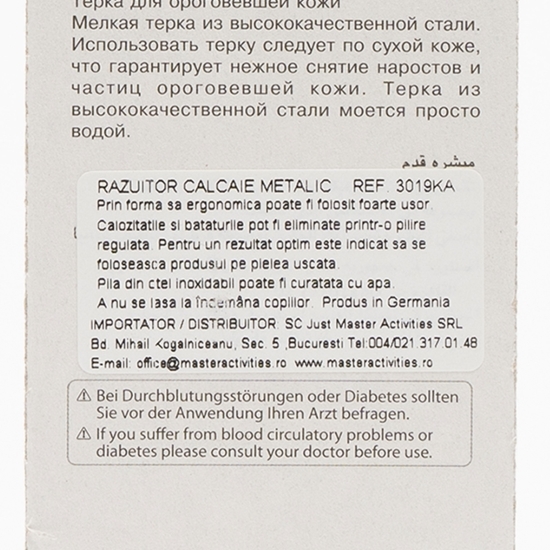 Терка для ороговевшей кожи
Мелкая терка из высококачественной стали.
Использовать терку следует по сухой коже,
что гарантирует нежное снятие наростов и
частиц ороговевшей кожи. Терка из
высококачественной стали моется просто
водой.
مبشره قدم
RAZUITOR CALCAIE METALIC REF. 3019KA
Prin forma sa ergonomica poate fi folosit foarte usor.
Calozitatile si bataturile pot fi eliminate printr-o pilire
regulata. Pentru un rezultat optim este indicat sa se
foloseasca produsul pe pielea uscata.
Pila din otel inoxidabil poate fi curatata cu apa.
A nu se lasa la îndemâna copiilor. Produs in Germania
IMPORTATOR / DISTRIBUITOR: SC Just Master Activities SRL
Bd. Mihail Kogalniceanu, Sec. 5 ,Bucuresti Tel:004/021.317.01.48
E-mail: office@masteractivities.ro www.masteractivities.ro
⚠ Bei Durchblutungsstörungen oder Diabetes sollten
Sie vor der Anwendung Ihren Arzt befragen.
⚠ If you suffer from blood circulatory problems or
diabetes please consult your doctor before use.